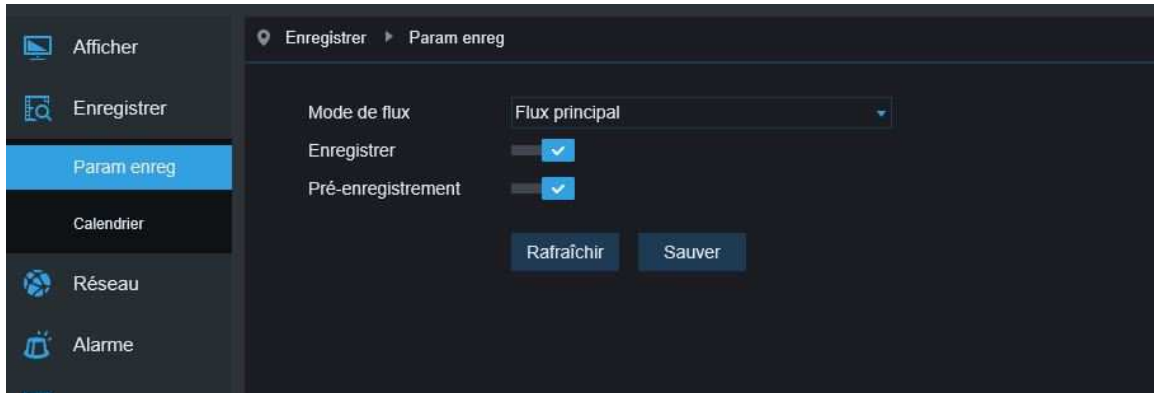 Afficher
Enregistrer
Param enreg
Calendrier
Réseau
Alarme
Enregistrer Param enreg
Mode de flux Flux principal
Enregistrer
Pré-enregistrement
Rafraîchir Sauver